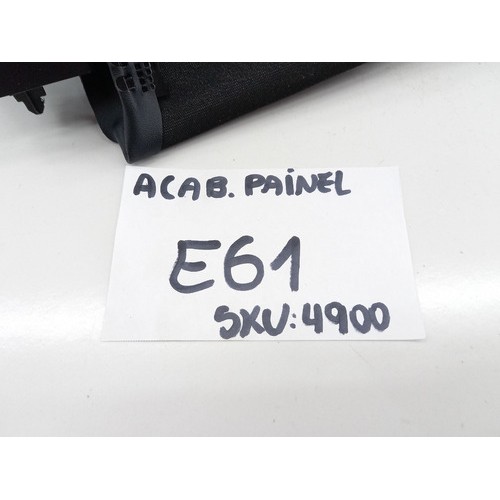 ACAB. PAINEL
E61
SKU: 4900